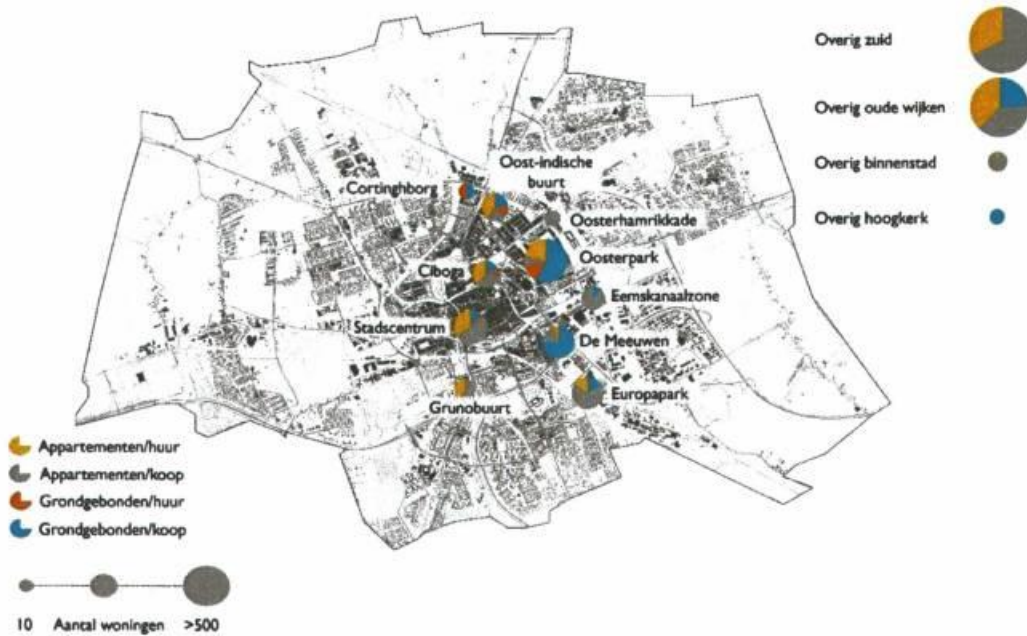 Overig zuid
Overig oude wijken
Overig binnenstad
Overig hoogkerk
Oost-indische
buurt
Cortinghborg
Oosterhamrikkade
Oosterpark
Ciboga
Eemskanaalzone
Stadscentrum
De Meeuwen
Europapark
Grunobuurt
Appartementen/huur
Appartementen/koop
Grondgebonden/huur
Grondgebonden/koop
10 Aantal woningen >500